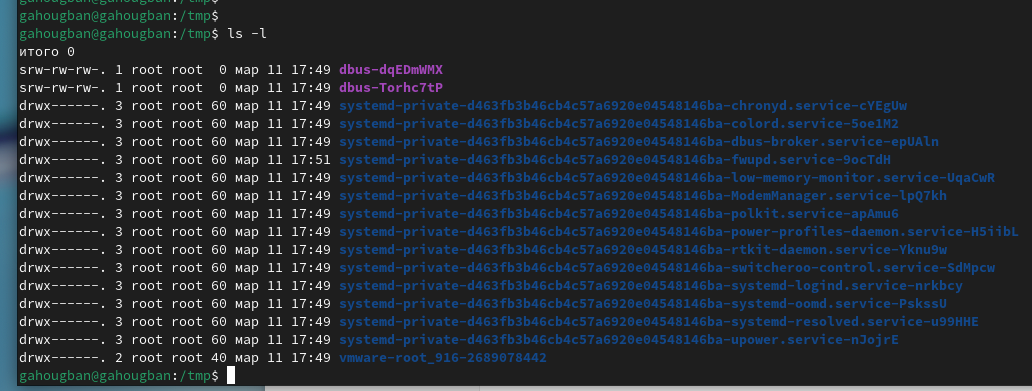 gahougban@gahougban:/tmp$
gahougban@gahougban:/tmp$
gahougban@gahougban:/tmp$ ls -l
итого 0
srw-rw-rw-. 1 root root  0 мар 11 17:49 dbus-dqEDmWMX
srw-rw-rw-. 1 root root  0 мар 11 17:49 dbus-Torhc7tP
drwx------. 3 root root 60 мар 11 17:49 systemd-private-d463fb3b46cb4c57a6920e04548146ba-chronyd.service-cYEgUw
drwx------. 3 root root 60 мар 11 17:49 systemd-private-d463fb3b46cb4c57a6920e04548146ba-colord.service-5oe1M2
drwx------. 3 root root 60 мар 11 17:49 systemd-private-d463fb3b46cb4c57a6920e04548146ba-dbus-broker.service-epUAln
drwx------. 3 root root 60 мар 11 17:51 systemd-private-d463fb3b46cb4c57a6920e04548146ba-fwupd.service-9ocTdH
drwx------. 3 root root 60 мар 11 17:49 systemd-private-d463fb3b46cb4c57a6920e04548146ba-low-memory-monitor.service-UqaCwR
drwx------. 3 root root 60 мар 11 17:49 systemd-private-d463fb3b46cb4c57a6920e04548146ba-ModemManager.service-lpQ7kh
drwx------. 3 root root 60 мар 11 17:49 systemd-private-d463fb3b46cb4c57a6920e04548146ba-polkit.service-apAmu6
drwx------. 3 root root 60 мар 11 17:49 systemd-private-d463fb3b46cb4c57a6920e04548146ba-power-profiles-daemon.service-H5iibL
drwx------. 3 root root 60 мар 11 17:49 systemd-private-d463fb3b46cb4c57a6920e04548146ba-rtkit-daemon.service-Yknu9w
drwx------. 3 root root 60 мар 11 17:49 systemd-private-d463fb3b46cb4c57a6920e04548146ba-switcheroo-control.service-SdMpcw
drwx------. 3 root root 60 мар 11 17:49 systemd-private-d463fb3b46cb4c57a6920e04548146ba-systemd-logind.service-nrkbcy
drwx------. 3 root root 60 мар 11 17:49 systemd-private-d463fb3b46cb4c57a6920e04548146ba-systemd-oomd.service-PskssU
drwx------. 3 root root 60 мар 11 17:49 systemd-private-d463fb3b46cb4c57a6920e04548146ba-systemd-resolved.service-u99HHE
drwx------. 3 root root 60 мар 11 17:49 systemd-private-d463fb3b46cb4c57a6920e04548146ba-upower.service-nJojrE
drwx------. 2 root root 40 мар 11 17:49 vmware-root_916-2689078442
gahougban@gahougban:/tmp$